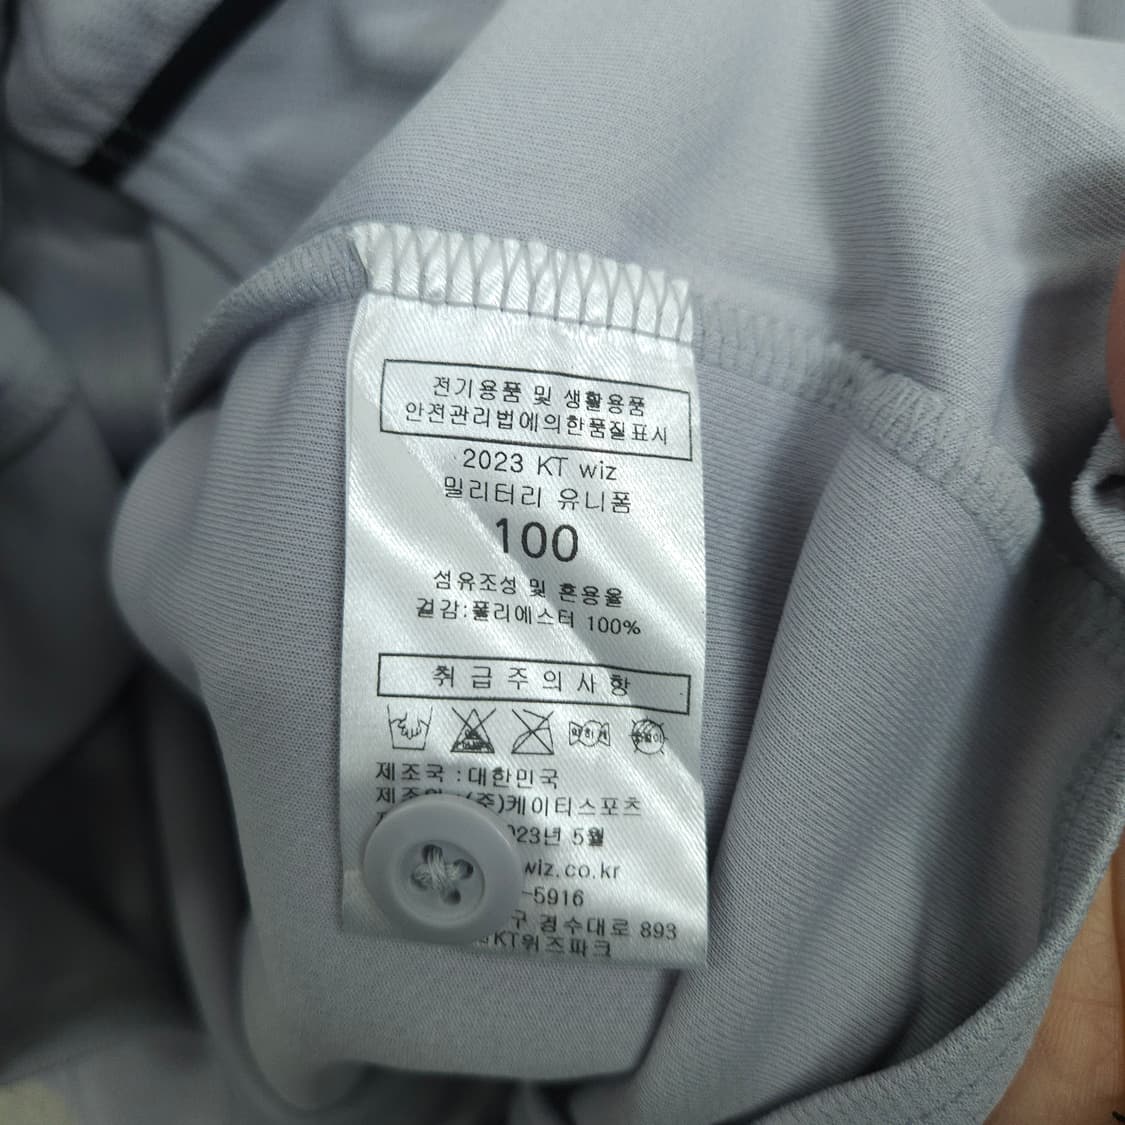 전기용품 및 생활용품
안전관리법에의한품질표시
2023 KT wiz
밀리터리 유니폼
100
섬유조성 및 혼용율
겉감:폴리에스터 100%
취급주의사항
약하게
제조국 :대한민국
(주)케이티스포츠
023년 5월
wiz.co.kr
-5916
구 경수대로 893
KT위즈파크